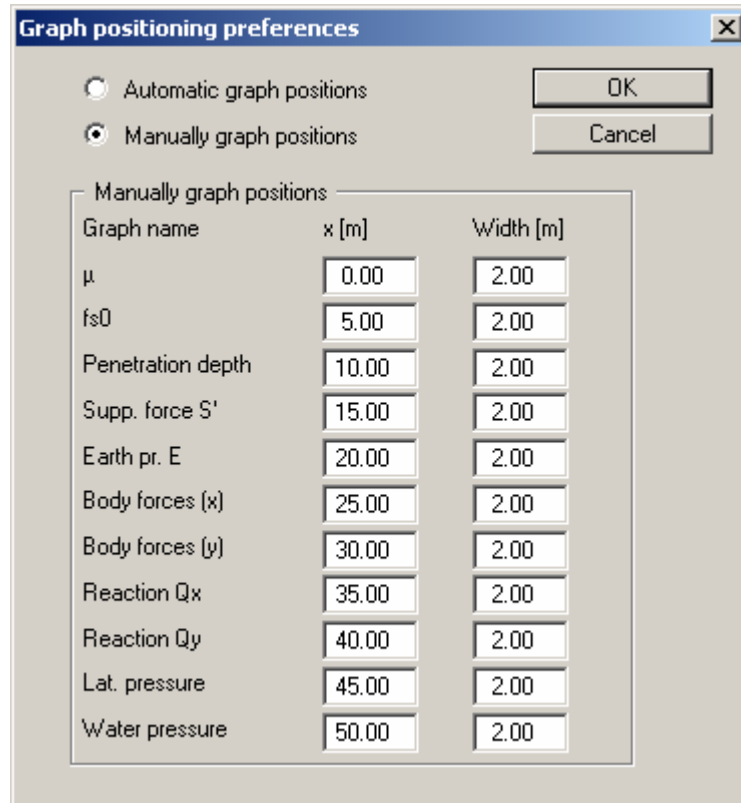 Graph positioning preferences
Automatic graph positions OK
Manually graph positions Cancel
Manually graph positions
Graph name x [m] Width [m]
µ 0.00 2.00
fs0 5.00 2.00
Penetration depth 10.00 2.00
Supp. force S' 15.00 2.00
Earth pr. E 20.00 2.00
Body forces (x) 25.00 2.00
Body forces (y) 30.00 2.00
Reaction Qx 35.00 2.00
Reaction Qy 40.00 2.00
Lat. pressure 45.00 2.00
Water pressure 50.00 2.00